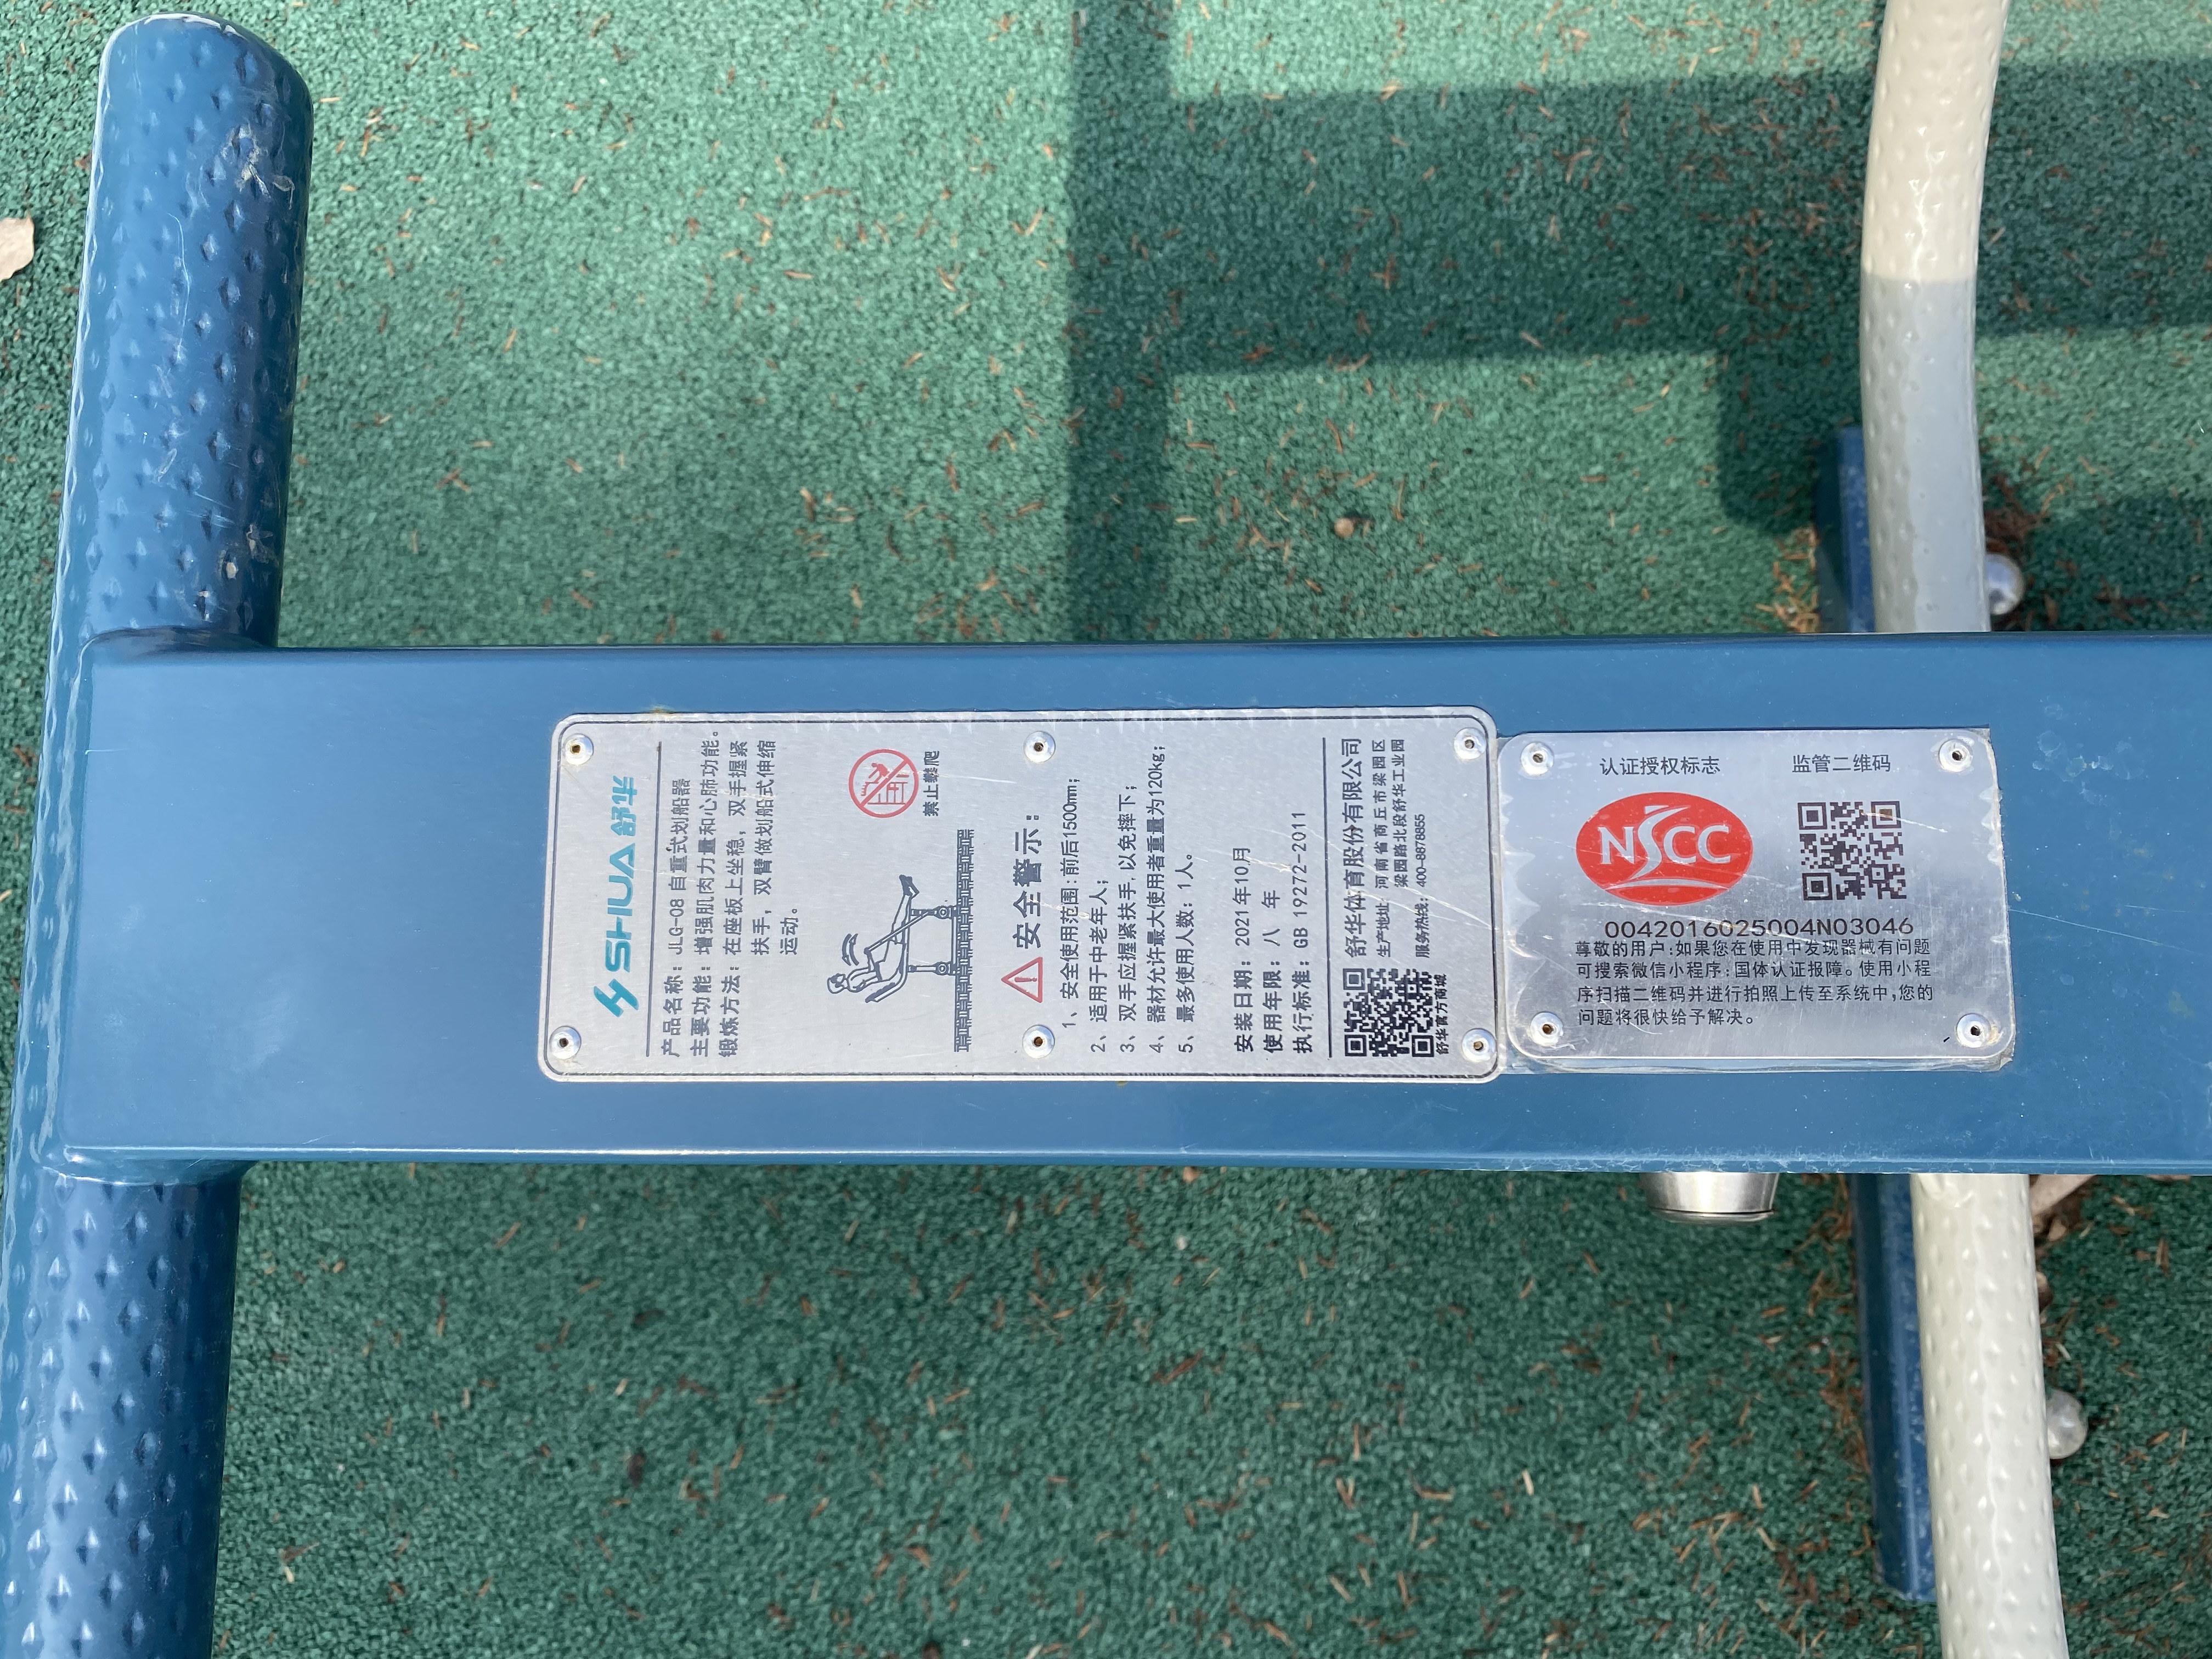 SHUA 舒华
产品名称：JLG-08 自重式划船器
主要功能：增强肌肉力量和心肺功能。
锻炼方法：在座板上坐稳，双手握紧
扶手，双臂做划船式伸缩
运动。
禁止攀爬
安全警示：
1、安全使用范围：前后1500mm；
2、适用于中老年人；
3、双手应握紧扶手，以免摔下；
4、器材允许最大使用者重量为120kg；
5、最多使用人数：1人。
安装日期：2021年10月
使用年限：八 年
执行标准：GB 19272-2011
舒华体育股份有限公司
生产地址：河南省商丘市梁园区
梁园路北段舒华工业园
服务热线：400-8878855
舒华官方商城
认证授权标志 监管二维码
NSCC
0042016025004N03046
尊敬的用户：如果您在使用中发现器械有问题
可搜索微信小程序：国体认证报障。使用小程
序扫描二维码并进行拍照上传至系统中，您的
问题将很快给予解决。